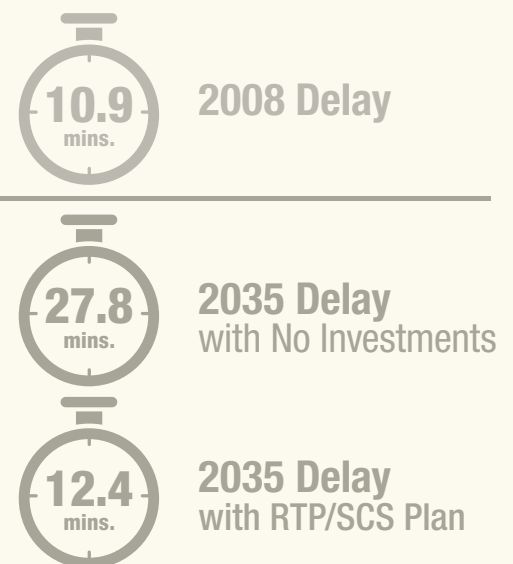 10.9
mins.
2008 Delay
27.8
mins.
2035 Delay
with No Investments
12.4
mins.
2035 Delay
with RTP/SCS Plan